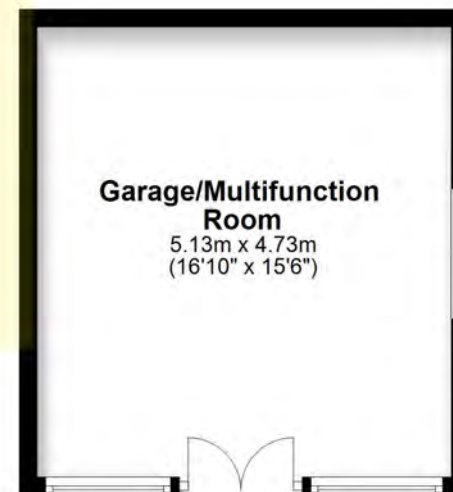 Garage/Multifunction
Room
5.13m x 4.73m
(16'10" x 15'6")